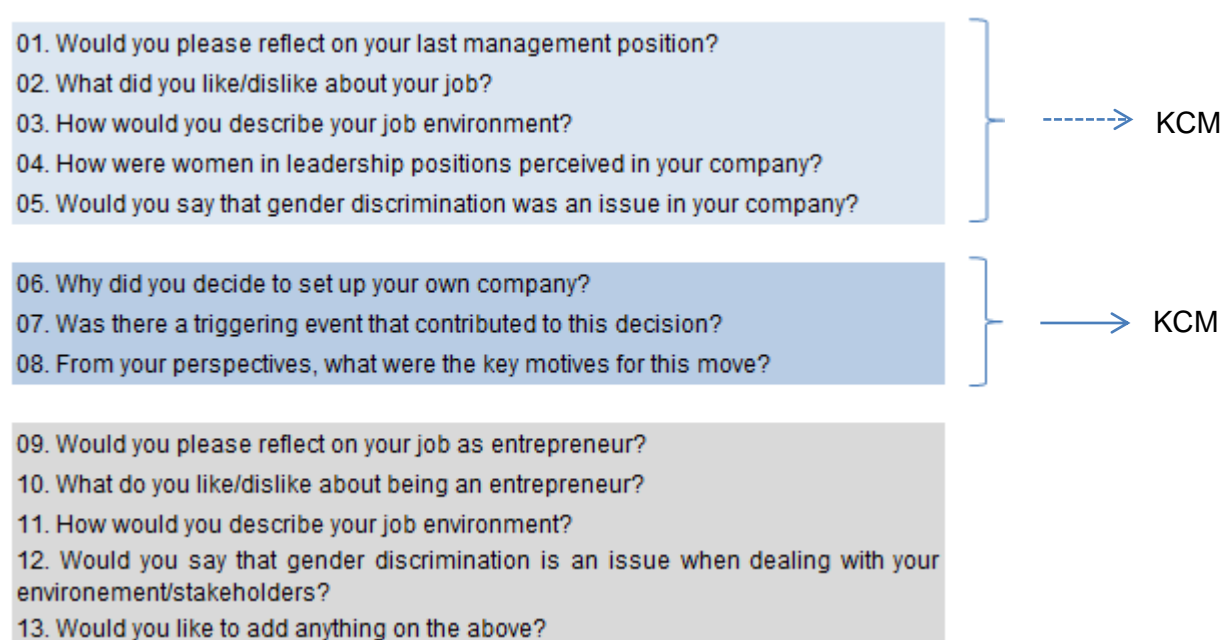 01. Would you please reflect on your last management position?
02. What did you like/dislike about your job?
03. How would you describe your job environment?
04. How were women in leadership positions perceived in your company?
05. Would you say that gender discrimination was an issue in your company?
KCM
06. Why did you decide to set up your own company?
07. Was there a triggering event that contributed to this decision?
08. From your perspectives, what were the key motives for this move?
KCM
09. Would you please reflect on your job as entrepreneur?
10. What do you like/dislike about being an entrepreneur?
11. How would you describe your job environment?
12. Would you say that gender discrimination is an issue when dealing with your
environement/stakeholders?
13. Would you like to add anything on the above?